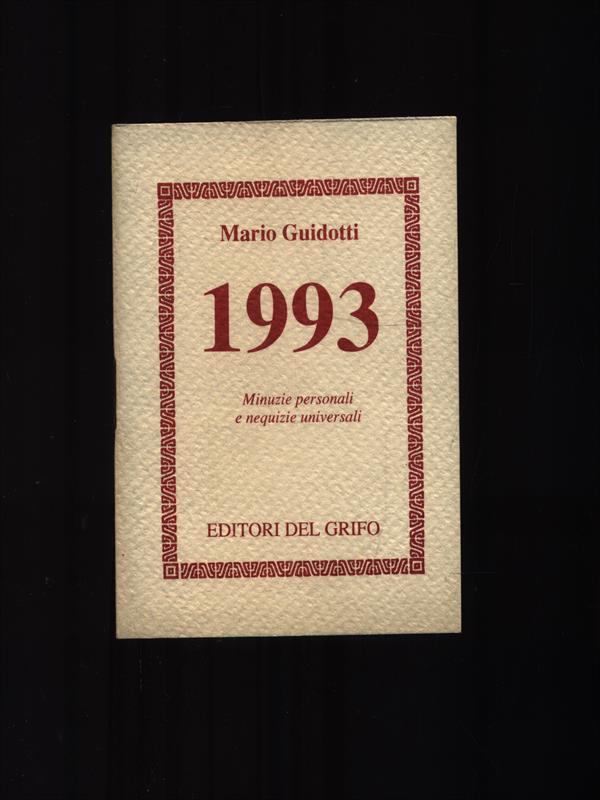 Mario Guidotti
1993
Minuzie personali
e nequizie universali
EDITORI DEL GRIFO